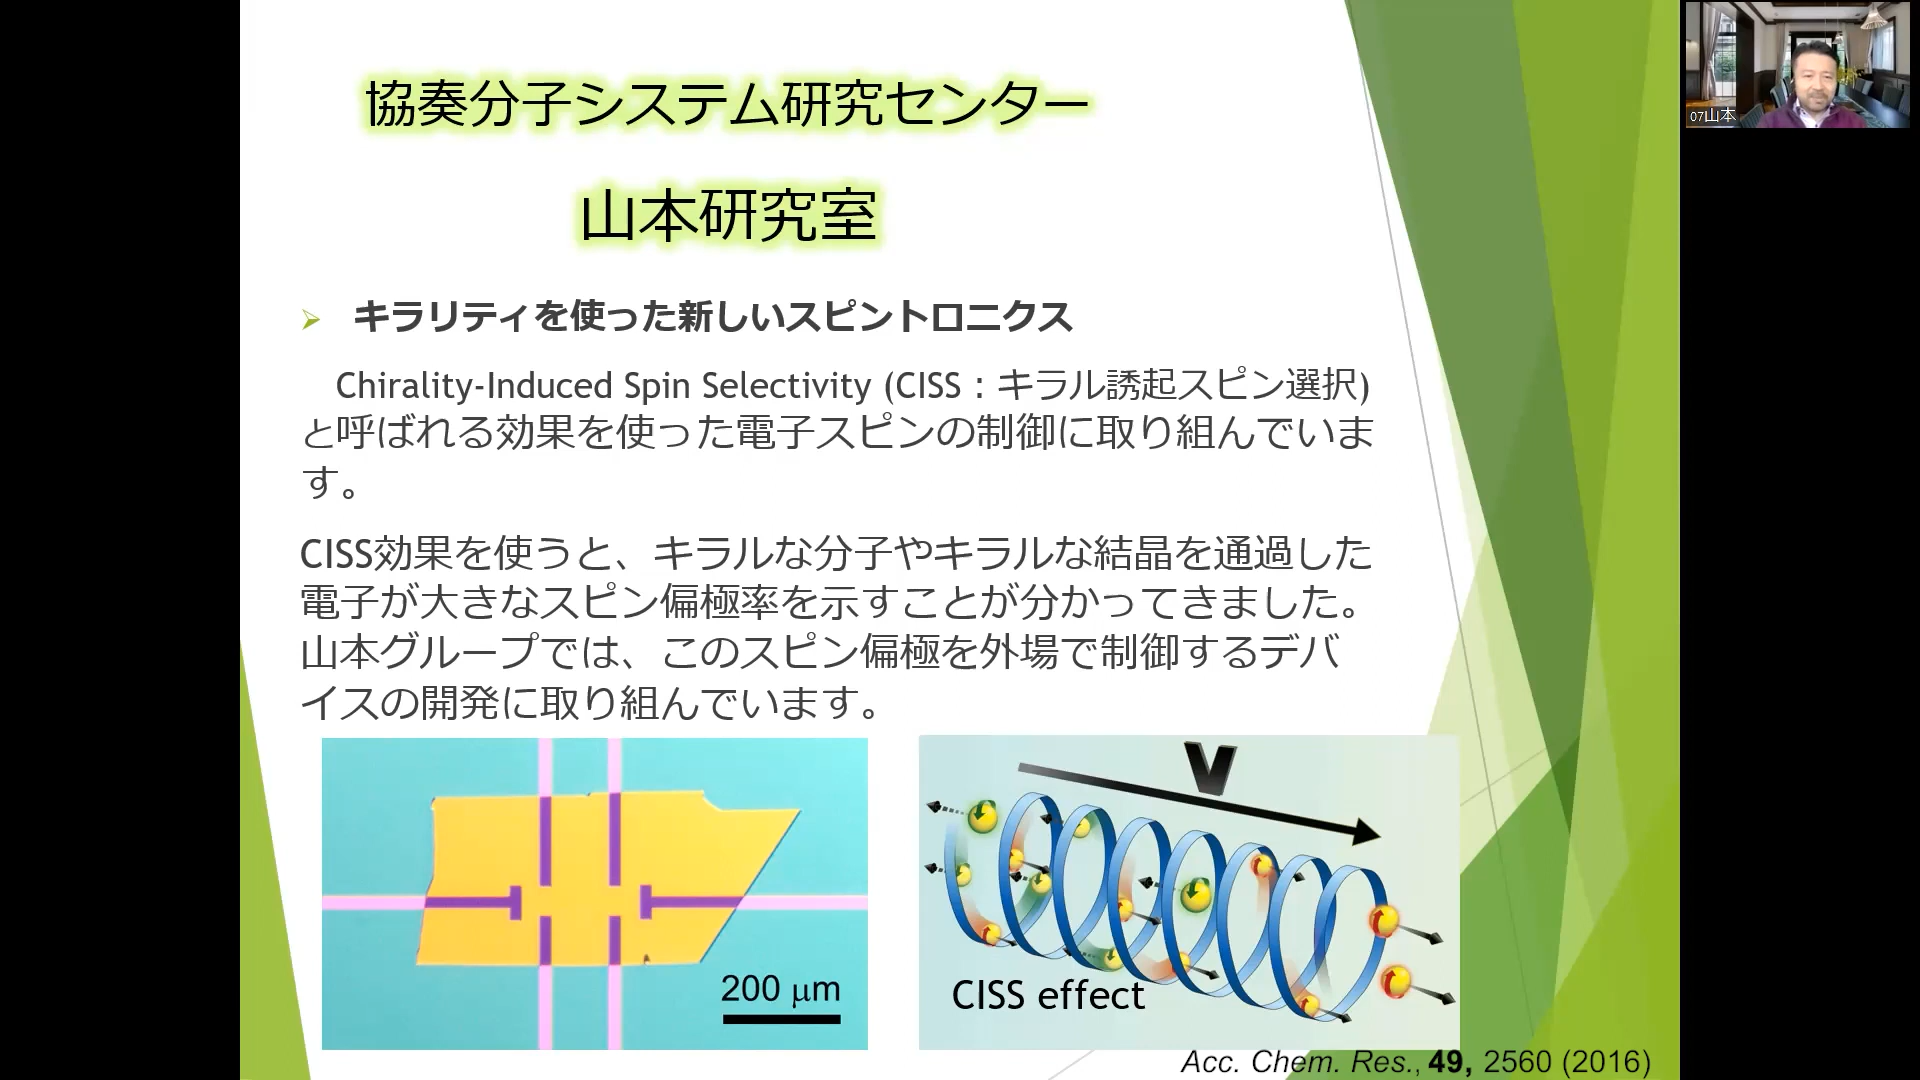 協奏分子システム研究センター
山本研究室
キラリティを使った新しいスピントロニクス
Chirality-Induced Spin Selectivity (CISS：キラル誘起スピン選択)
と呼ばれる効果を使った電子スピンの制御に取り組んでいま
す。
CISS効果を使うと、キラルな分子やキラルな結晶を通過した
電子が大きなスピン偏極率を示すことが分かってきました。
山本グループでは、このスピン偏極を外場で制御するデバ
イスの開発に取り組んでいます。
200 μm
V
CISS effect
Acc. Chem. Res., 49, 2560 (2016)
07山本